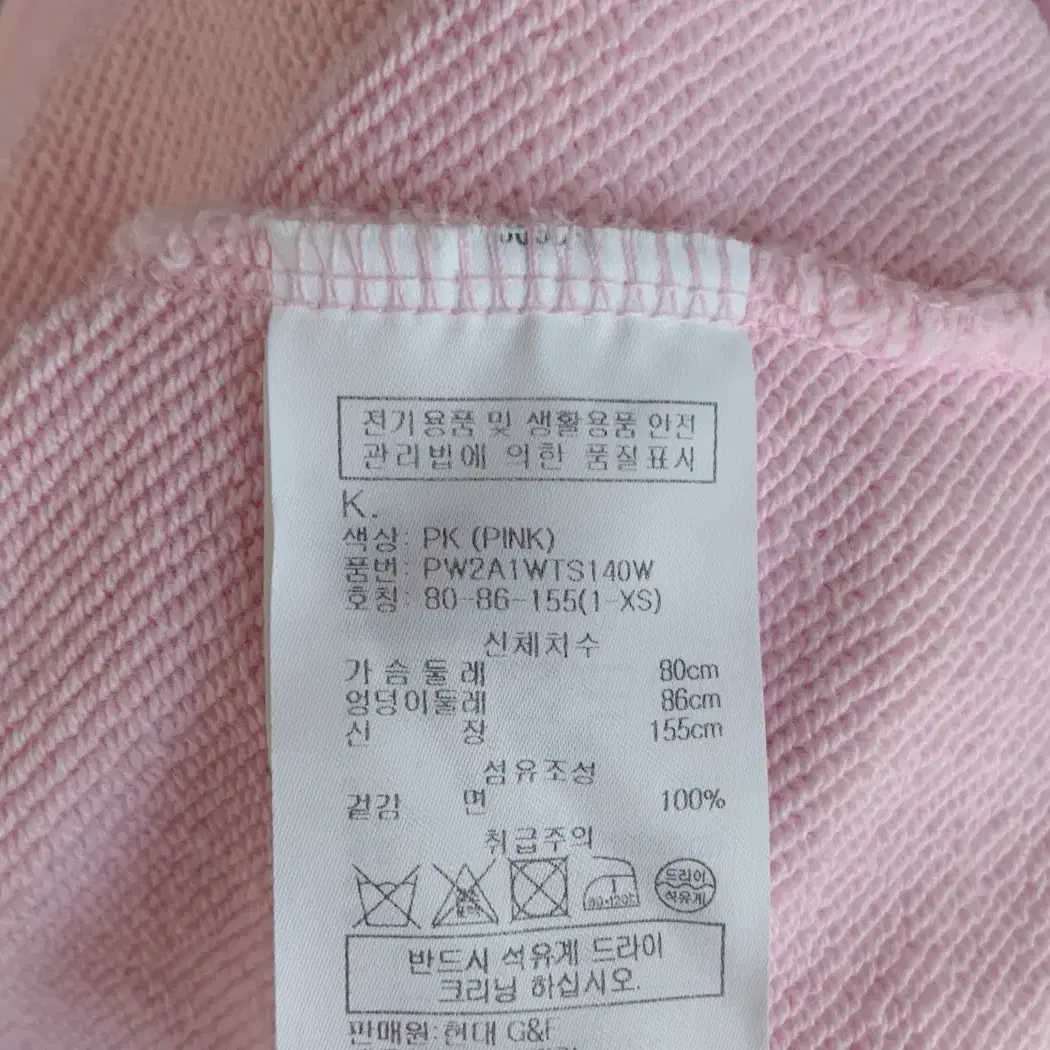 전기용품 및 생활용품 안전
관리법에 의한 품질표시
K.
색상: PK (PINK)
품번: PW2A1WTS140W
호칭: 80-86-155(1-XS)
신체치수
가슴둘레 80cm
엉덩이둘레 86cm
신장 155cm
섬유조성
겉감 면 100%
취급주의
80~120℃
드라이
석유계
반드시 석유계 드라이
크리닝 하십시오.
판매원:현대 G&F